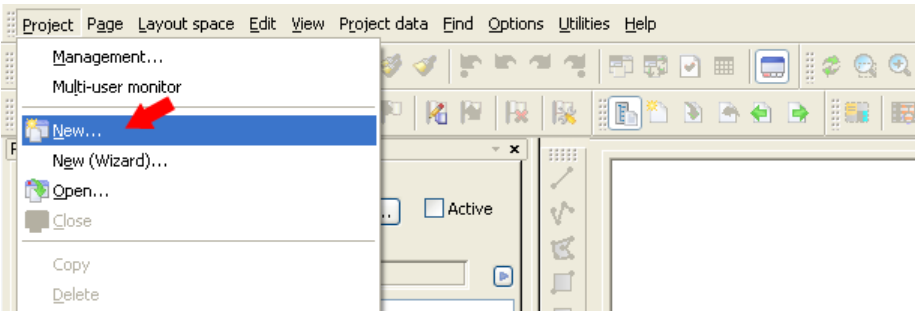 Project Page Layout space Edit View Project data Find Options Utilities Help
Management...
Multi-user monitor
New...
New (Wizard)...
Open...
Close
Active
Copy
Delete